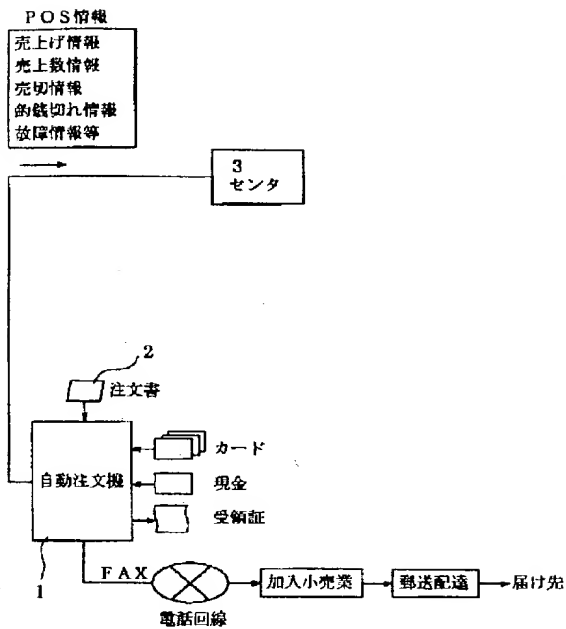 POS情報
売上げ情報
売上数情報
売切情報
釣銭切れ情報
故障情報等
3
センタ
2
注文書
自動注文機
カード
現金
受領証
1
FAX
電話回線
加入小売業
郵送配達
届け先